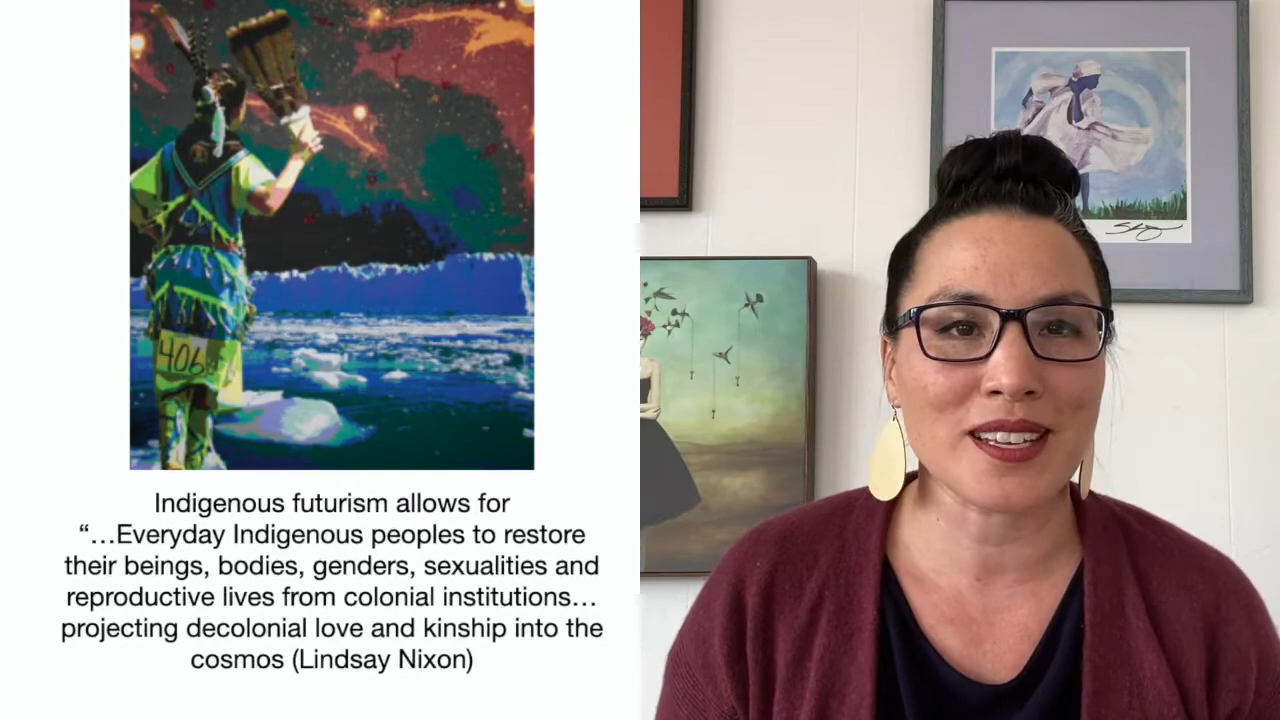 406
Indigenous futurism allows for
“…Everyday Indigenous peoples to restore
their beings, bodies, genders, sexualities and
reproductive lives from colonial institutions…
projecting decolonial love and kinship into the
cosmos (Lindsay Nixon)